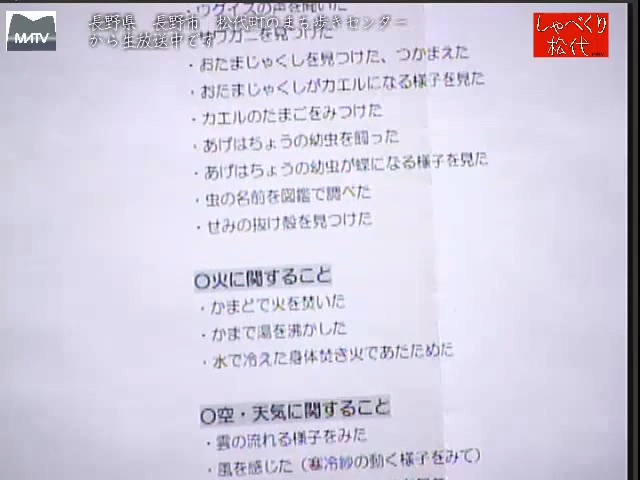 長野県　長野市　松代町のまち歩きセンター
から生放送中です
MATV
しゃべくり
松代
・ウグイスの声を聞いた
ワガニを見つけた
・おたまじゃくしを見つけた、つかまえた
・おたまじゃくしがカエルになる様子を見た
・カエルのたまごをみつけた
・あげはちょうの幼虫を飼った
・あげはちょうの幼虫が蝶になる様子を見た
・虫の名前を図鑑で調べた
・せみの抜け殻を見つけた
〇火に関すること
・かまどで火を焚いた
・かまで湯を沸かした
・水で冷えた身体焚き火であたためた
〇空・天気に関すること
・雲の流れる様子をみた
・風を感じた（寒冷紗の動く様子をみて）